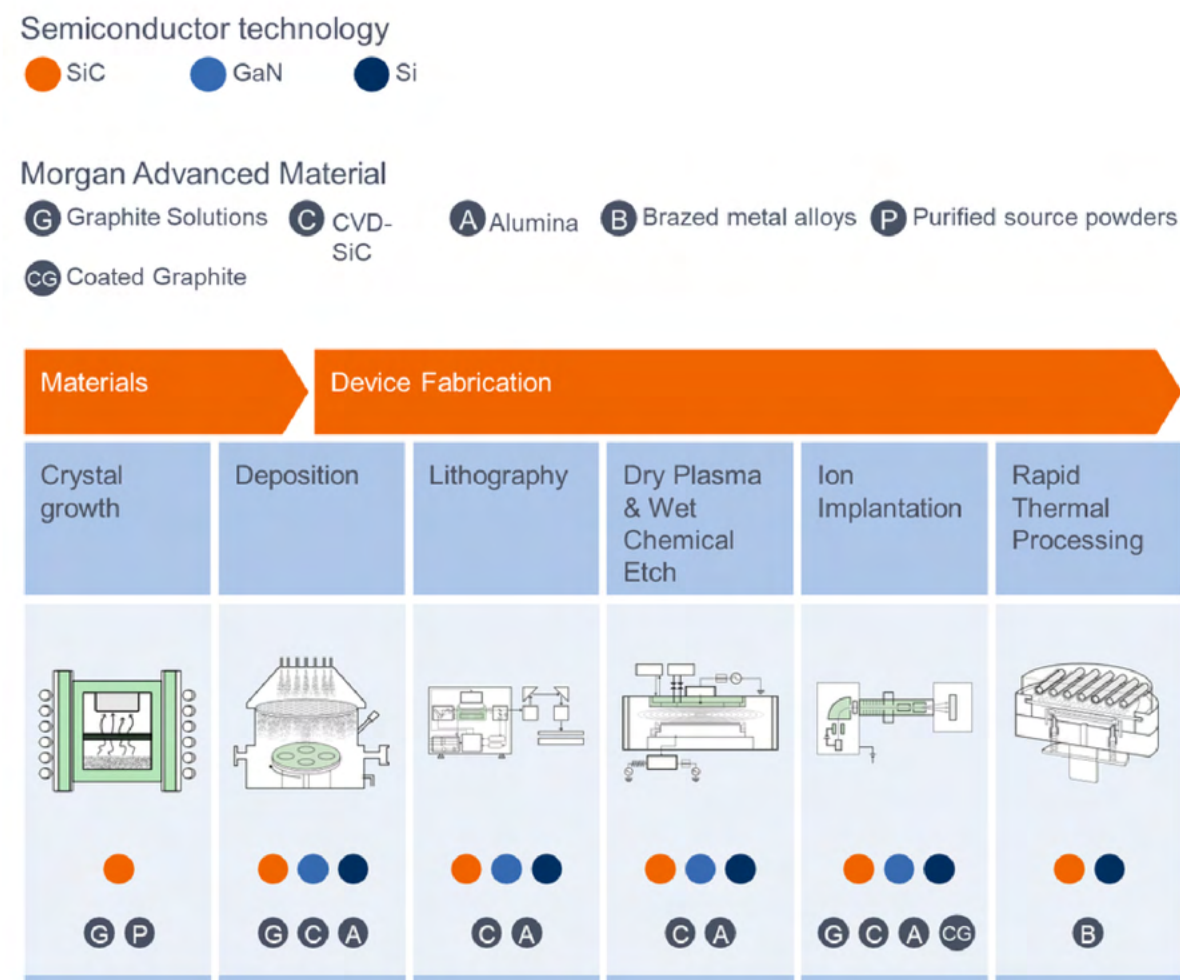 Semiconductor technology
SiC GaN Si
Morgan Advanced Material
G Graphite Solutions C CVD-
SiC A Alumina B Brazed metal alloys P Purified source powders
CG Coated Graphite
Materials
Device Fabrication
Crystal
growth
Deposition
Lithography
Dry Plasma
& Wet
Chemical
Etch
Ion
Implantation
Rapid
Thermal
Processing
G P
G C A
C A
C A
G C A CG
B